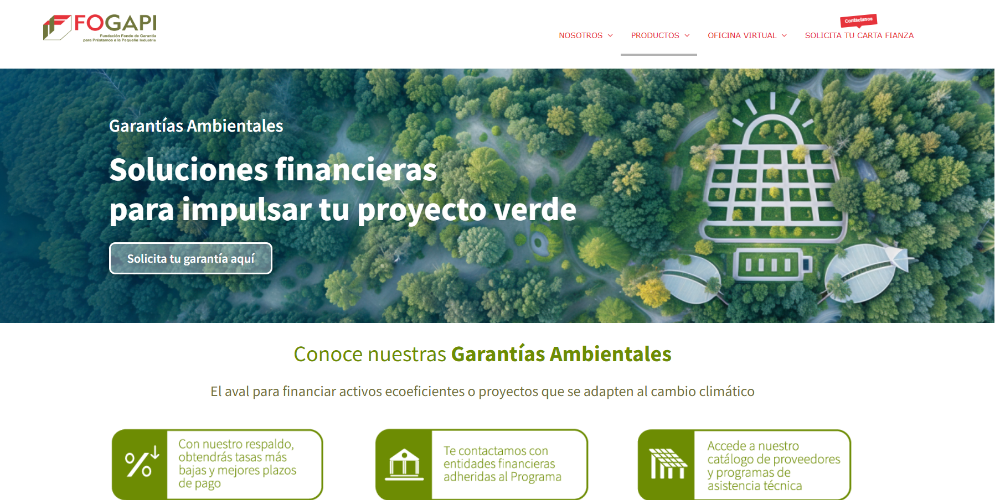 FOGAPI
Fundación Fondo de Garantía
para Préstamos a la Pequeña Industria
Contáctanos
NOSOTROS
PRODUCTOS
OFICINA VIRTUAL
SOLICITA TU CARTA FIANZA
Garantías Ambientales
Soluciones financieras
para impulsar tu proyecto verde
Solicita tu garantía aquí
Conoce nuestras Garantías Ambientales
El aval para financiar activos ecoeficientes o proyectos que se adapten al cambio climático
Con nuestro respaldo,
obtendrás tasas más
bajas y mejores plazos
de pago
Te contactamos con
entidades financieras
adheridas al Programa
Accede a nuestro
catálogo de proveedores
y programas de
asistencia técnica